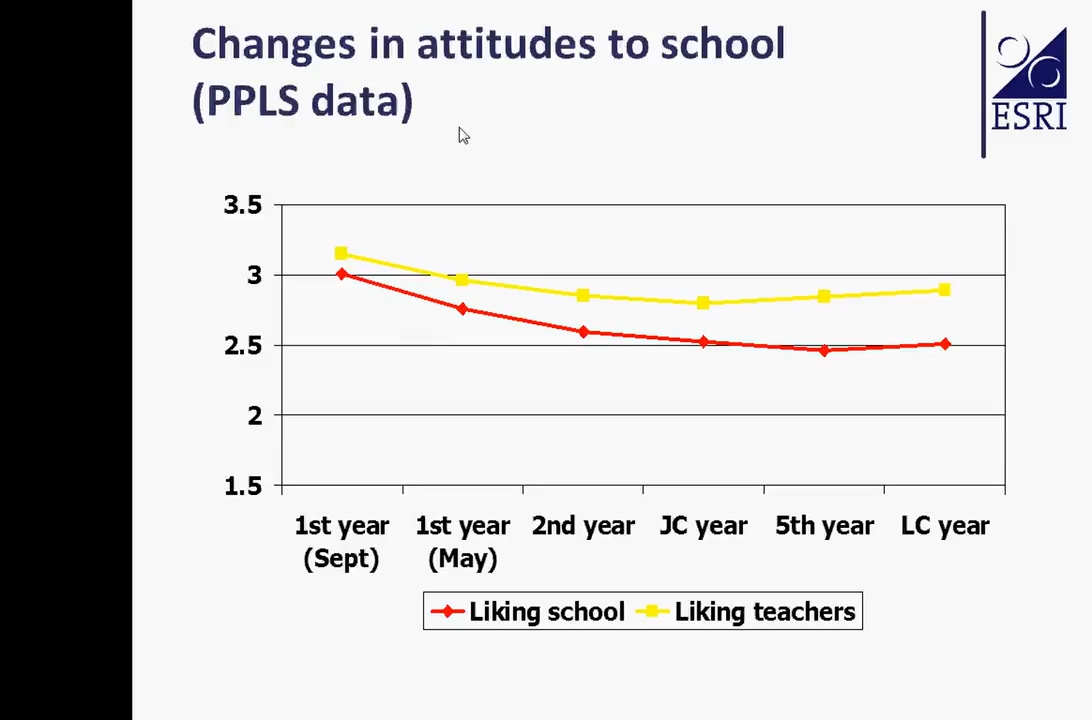 Changes in attitudes to school
(PPLS data)
ESRI
3.5
3
2.5
2
1.5
1st year 1st year 2nd year JC year 5th year LC year
(Sept) (May)
Liking school Liking teachers